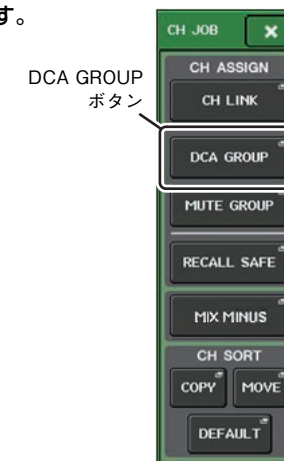 す。
DCA GROUP
ボタン
CH JOB
×
CH ASSIGN
CH LINK
DCA GROUP
MUTE GROUP
RECALL SAFE
MIX MINUS
CH SORT
COPY MOVE
DEFAULT